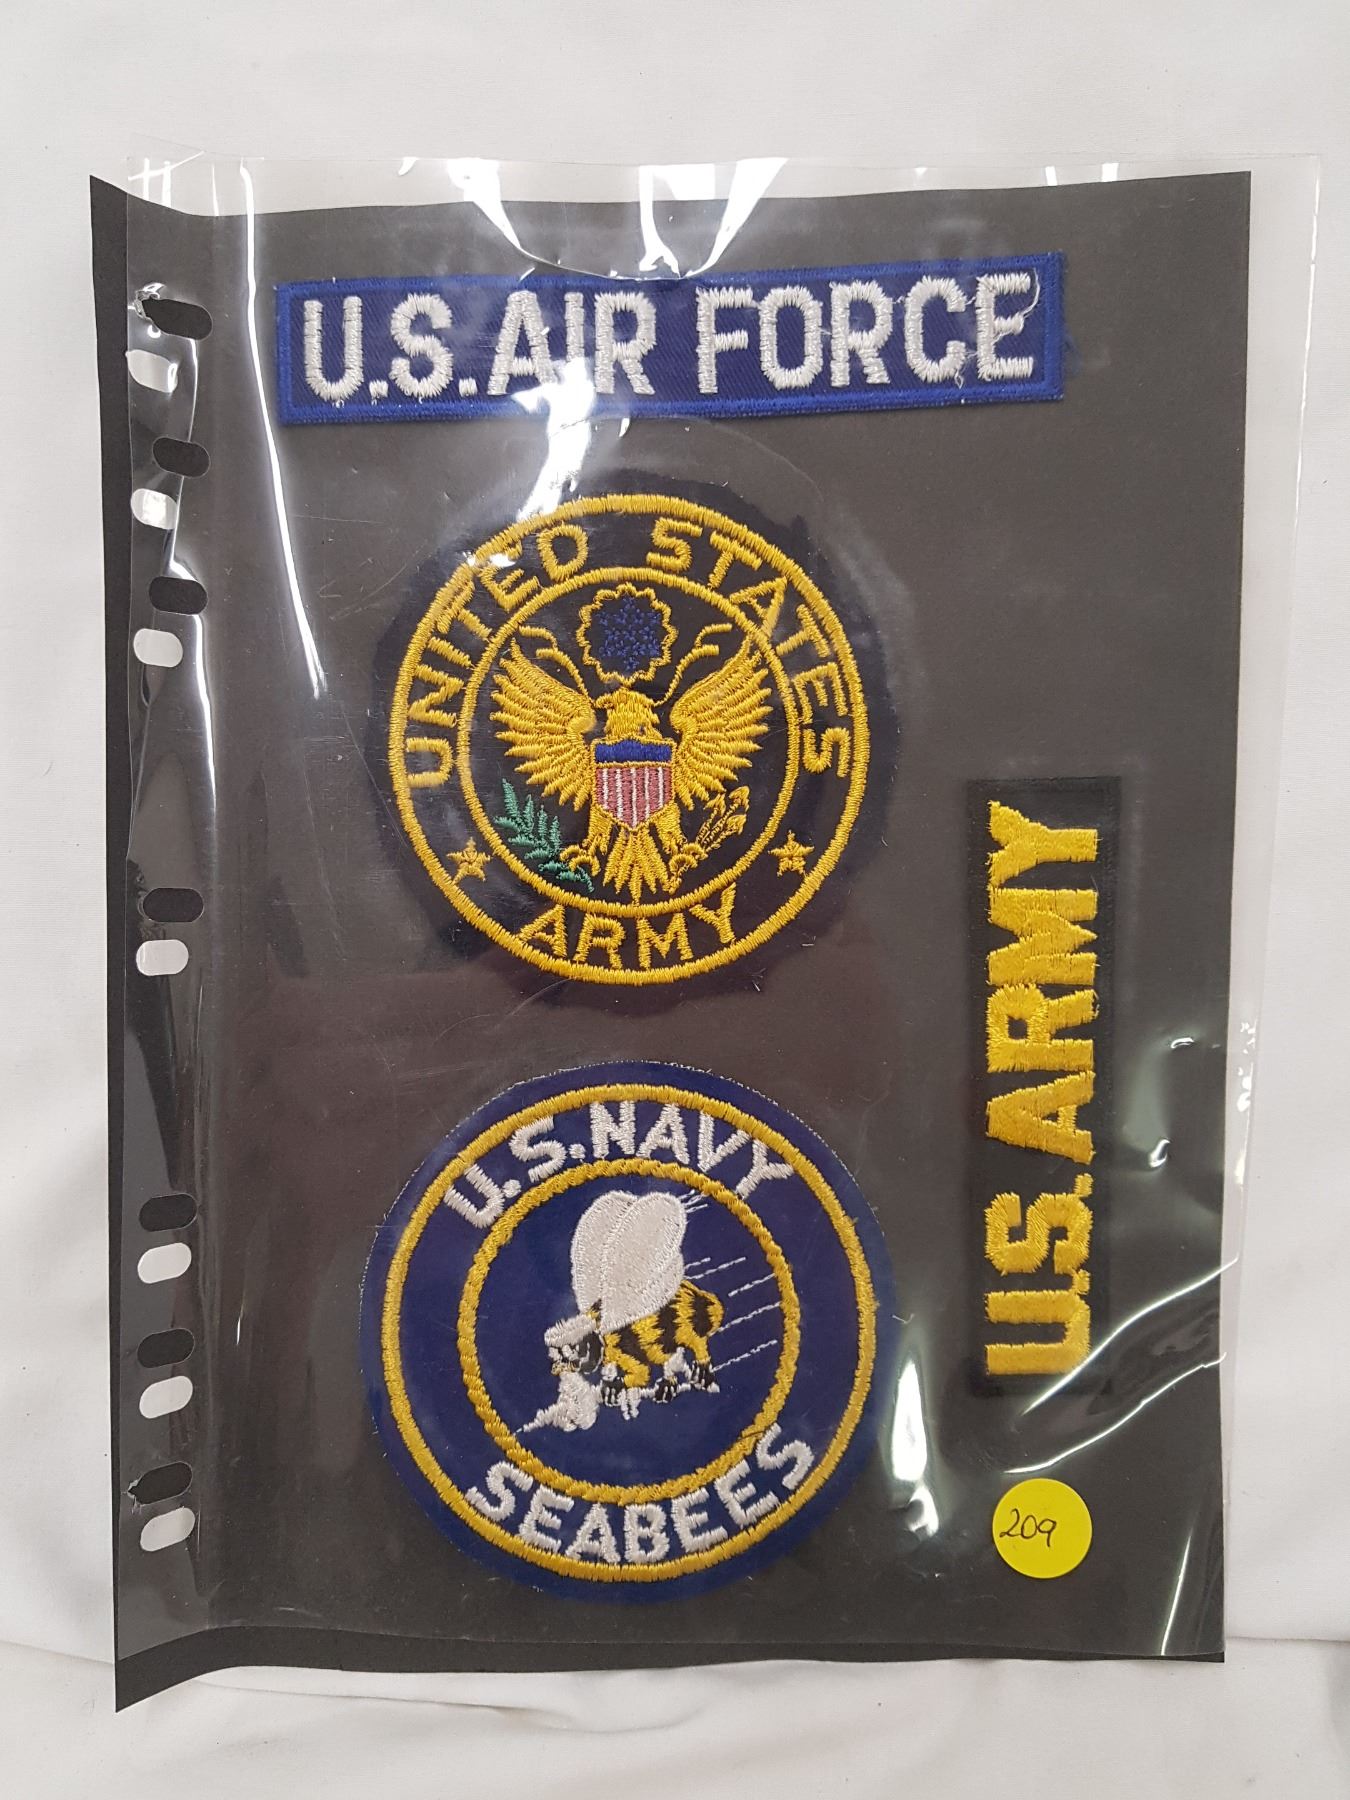 U.S. AIR FORCE
UNITED STATES
ARMY
U.S. ARMY
U.S. NAVY
SEABEES
209